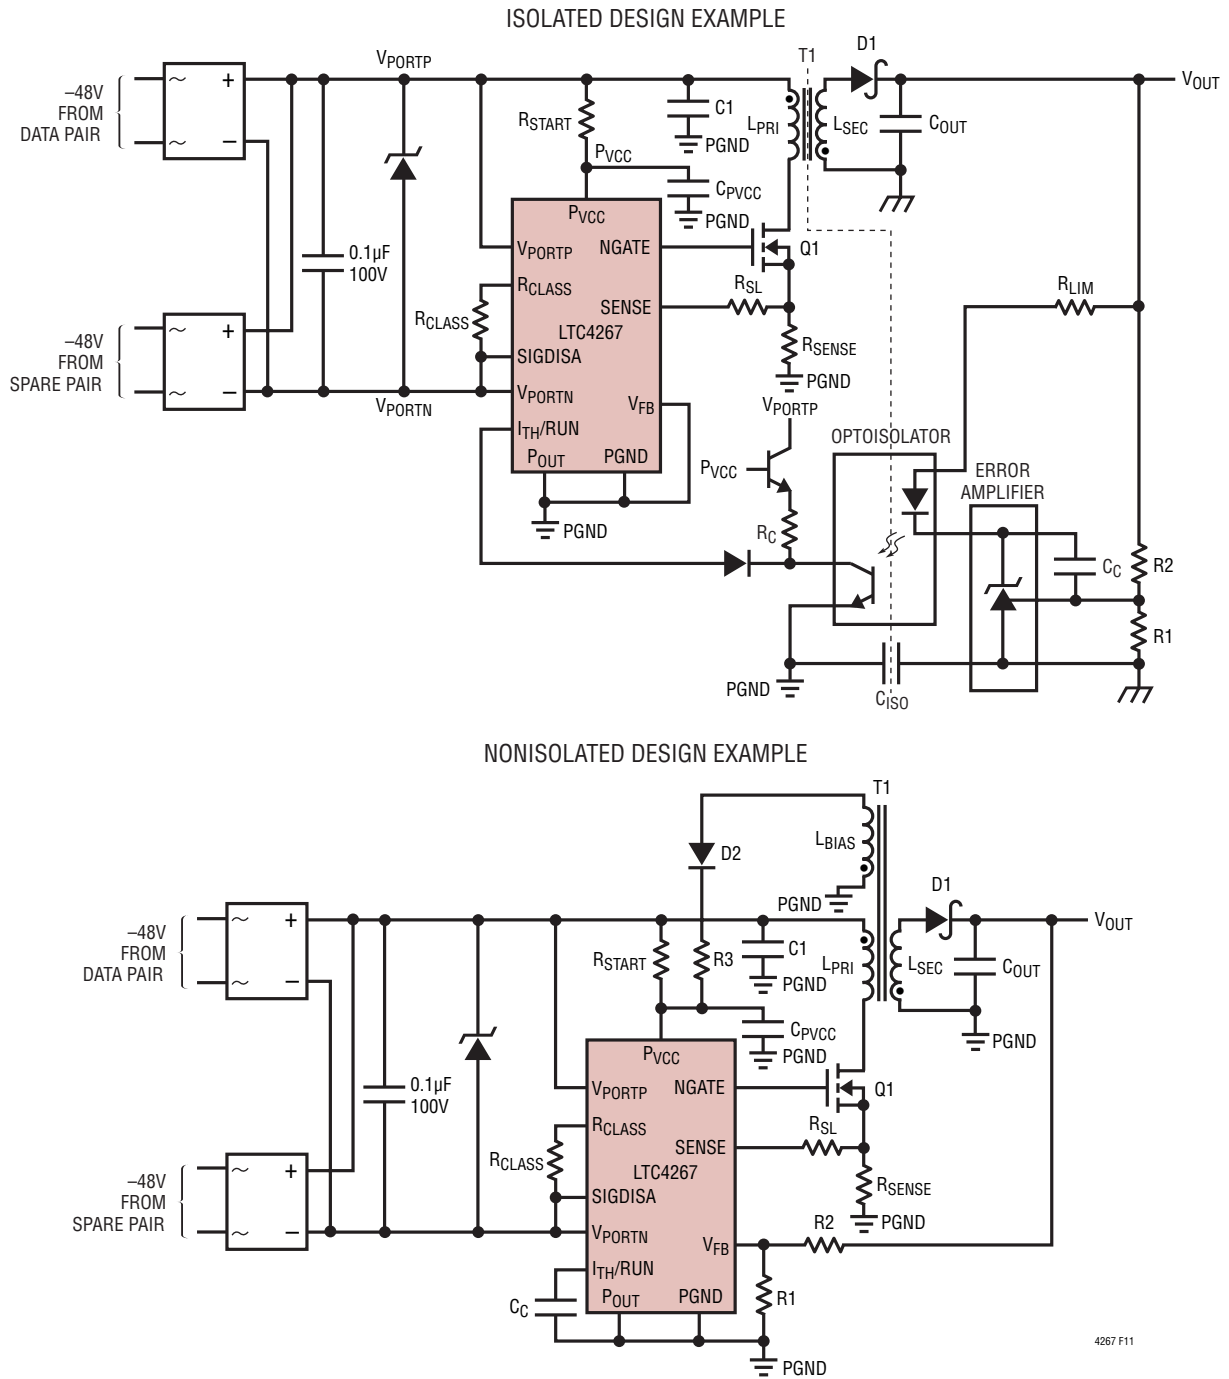 ISOLATED DESIGN EXAMPLE
–48V
FROM
DATA PAIR
~
~
+
−
VPORTP
T1
D1
VOUT
RSTART
C1
PGND
LPRI
LSEC
COUT
PVCC
CPVCC
PGND
PVCC
VPORTP
NGATE
Q1
0.1µF
100V
RCLASS
RCLASS
SENSE
RSL
RLIM
LTC4267
RSENSE
–48V
FROM
SPARE PAIR
~
~
+
−
SIGDISA
PGND
VPORTN
VPORTN
VFB
VPORTP
ITH/RUN
OPTOISOLATOR
POUT
PGND
PVCC
ERROR
AMPLIFIER
PGND
RC
CC
R2
R1
PGND
CISO
NONISOLATED DESIGN EXAMPLE
T1
LBIAS
D2
D1
PGND
–48V
FROM
DATA PAIR
~
~
+
−
VOUT
RSTART
R3
C1
PGND
LPRI
LSEC
COUT
CPVCC
PGND
PGND
PVCC
0.1µF
100V
VPORTP
NGATE
Q1
RCLASS
RCLASS
SENSE
RSL
LTC4267
RSENSE
–48V
FROM
SPARE PAIR
~
~
+
−
SIGDISA
PGND
VPORTN
VFB
R2
ITH/RUN
CC
POUT
PGND
R1
PGND
4267 F11